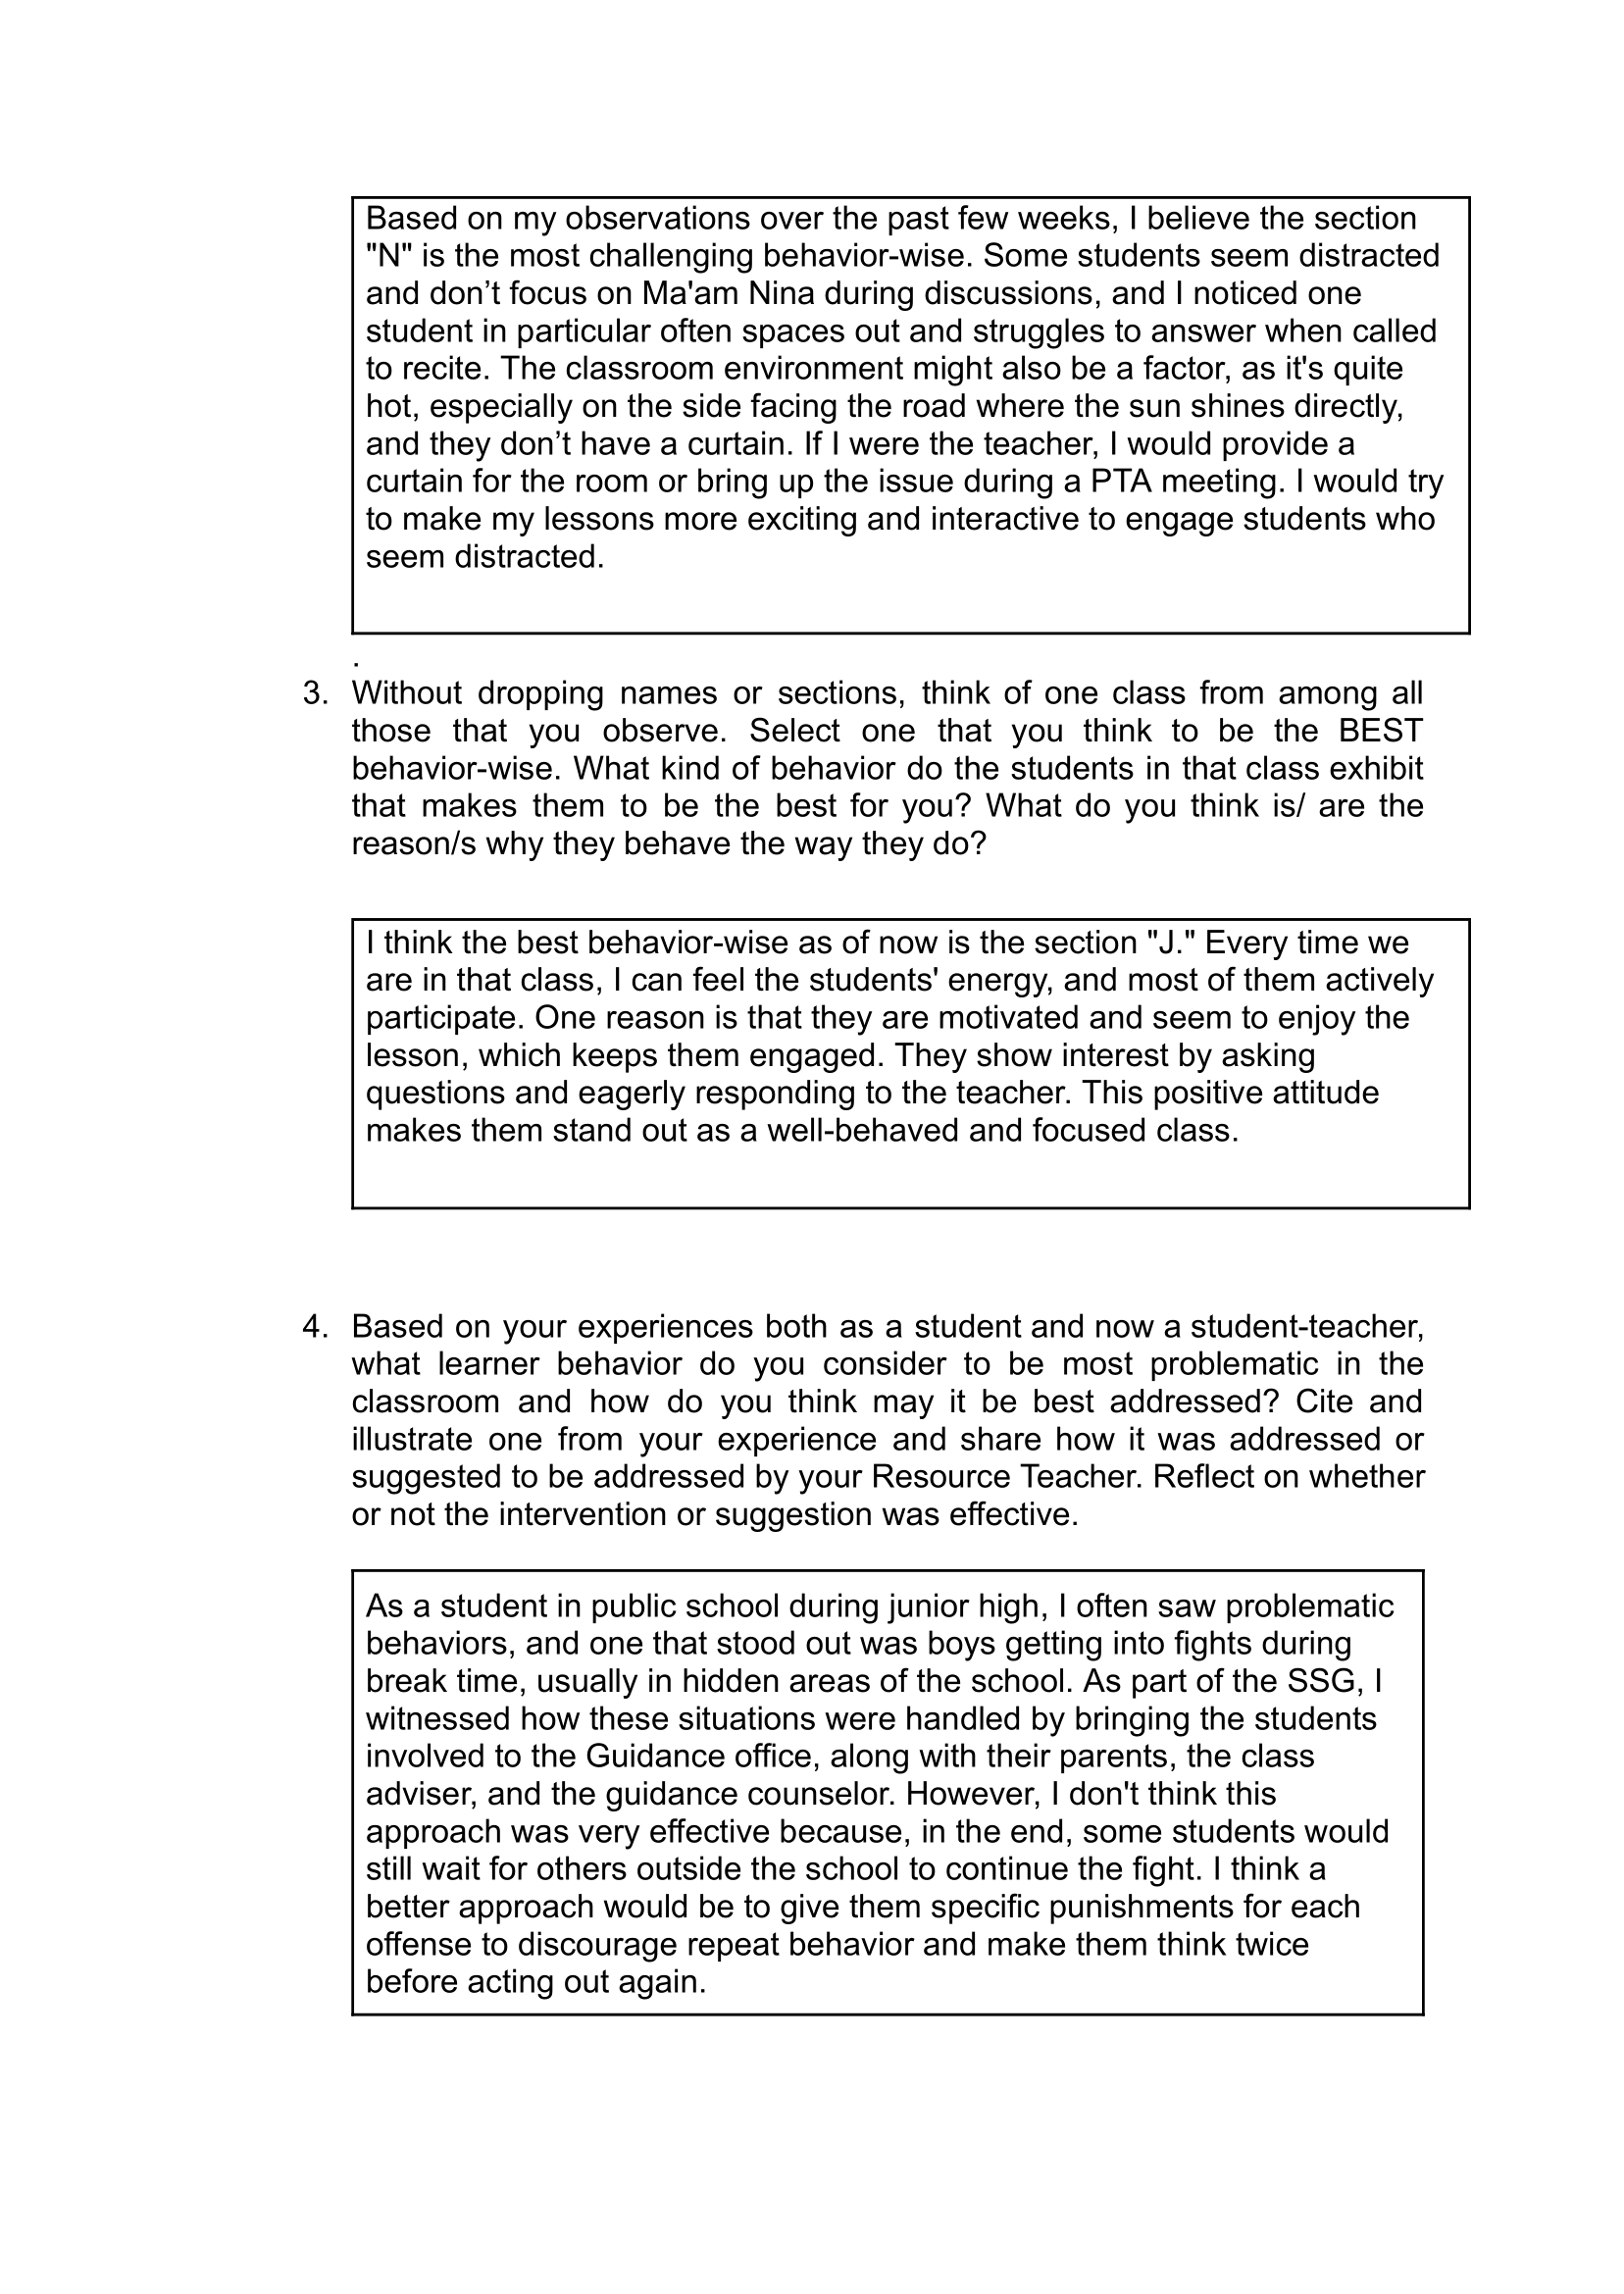 Based on my observations over the past few weeks, I believe the section
"N" is the most challenging behavior-wise. Some students seem distracted
and don’t focus on Ma'am Nina during discussions, and I noticed one
student in particular often spaces out and struggles to answer when called
to recite. The classroom environment might also be a factor, as it's quite
hot, especially on the side facing the road where the sun shines directly,
and they don’t have a curtain. If I were the teacher, I would provide a
curtain for the room or bring up the issue during a PTA meeting. I would try
to make my lessons more exciting and interactive to engage students who
seem distracted.
.
3. Without dropping names or sections, think of one class from among all
those that you observe. Select one that you think to be the BEST
behavior-wise. What kind of behavior do the students in that class exhibit
that makes them to be the best for you? What do you think is/ are the
reason/s why they behave the way they do?
I think the best behavior-wise as of now is the section "J." Every time we
are in that class, I can feel the students' energy, and most of them actively
participate. One reason is that they are motivated and seem to enjoy the
lesson, which keeps them engaged. They show interest by asking
questions and eagerly responding to the teacher. This positive attitude
makes them stand out as a well-behaved and focused class.
4. Based on your experiences both as a student and now a student-teacher,
what learner behavior do you consider to be most problematic in the
classroom and how do you think may it be best addressed? Cite and
illustrate one from your experience and share how it was addressed or
suggested to be addressed by your Resource Teacher. Reflect on whether
or not the intervention or suggestion was effective.
As a student in public school during junior high, I often saw problematic
behaviors, and one that stood out was boys getting into fights during
break time, usually in hidden areas of the school. As part of the SSG, I
witnessed how these situations were handled by bringing the students
involved to the Guidance office, along with their parents, the class
adviser, and the guidance counselor. However, I don't think this
approach was very effective because, in the end, some students would
still wait for others outside the school to continue the fight. I think a
better approach would be to give them specific punishments for each
offense to discourage repeat behavior and make them think twice
before acting out again.